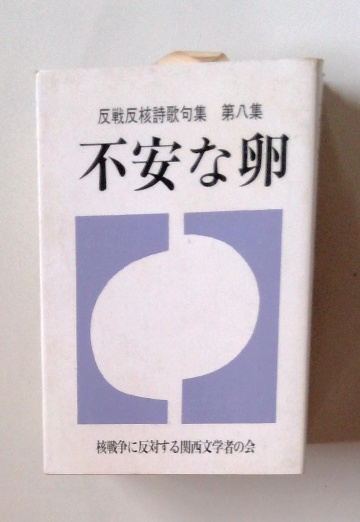 反戦反核詩歌句集 第八集
不安な卵
核戦争に反対する関西文学者の会